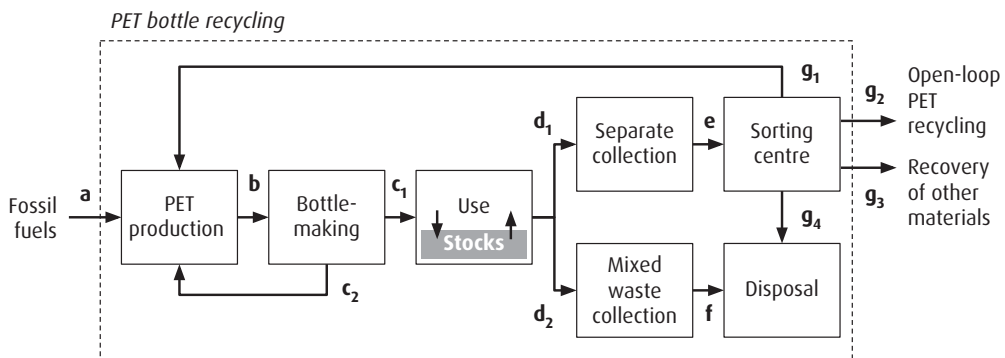 PET bottle recycling
g₁
g₂
Open-loop
PET
recycling
d₁
Separate
collection
e
Sorting
centre
g₃
Recovery
of other
materials
Fossil
fuels
a
PET
production
b
Bottle-
making
c₁
Use
Stocks
g₄
c₂
d₂
Mixed
waste
collection
f
Disposal